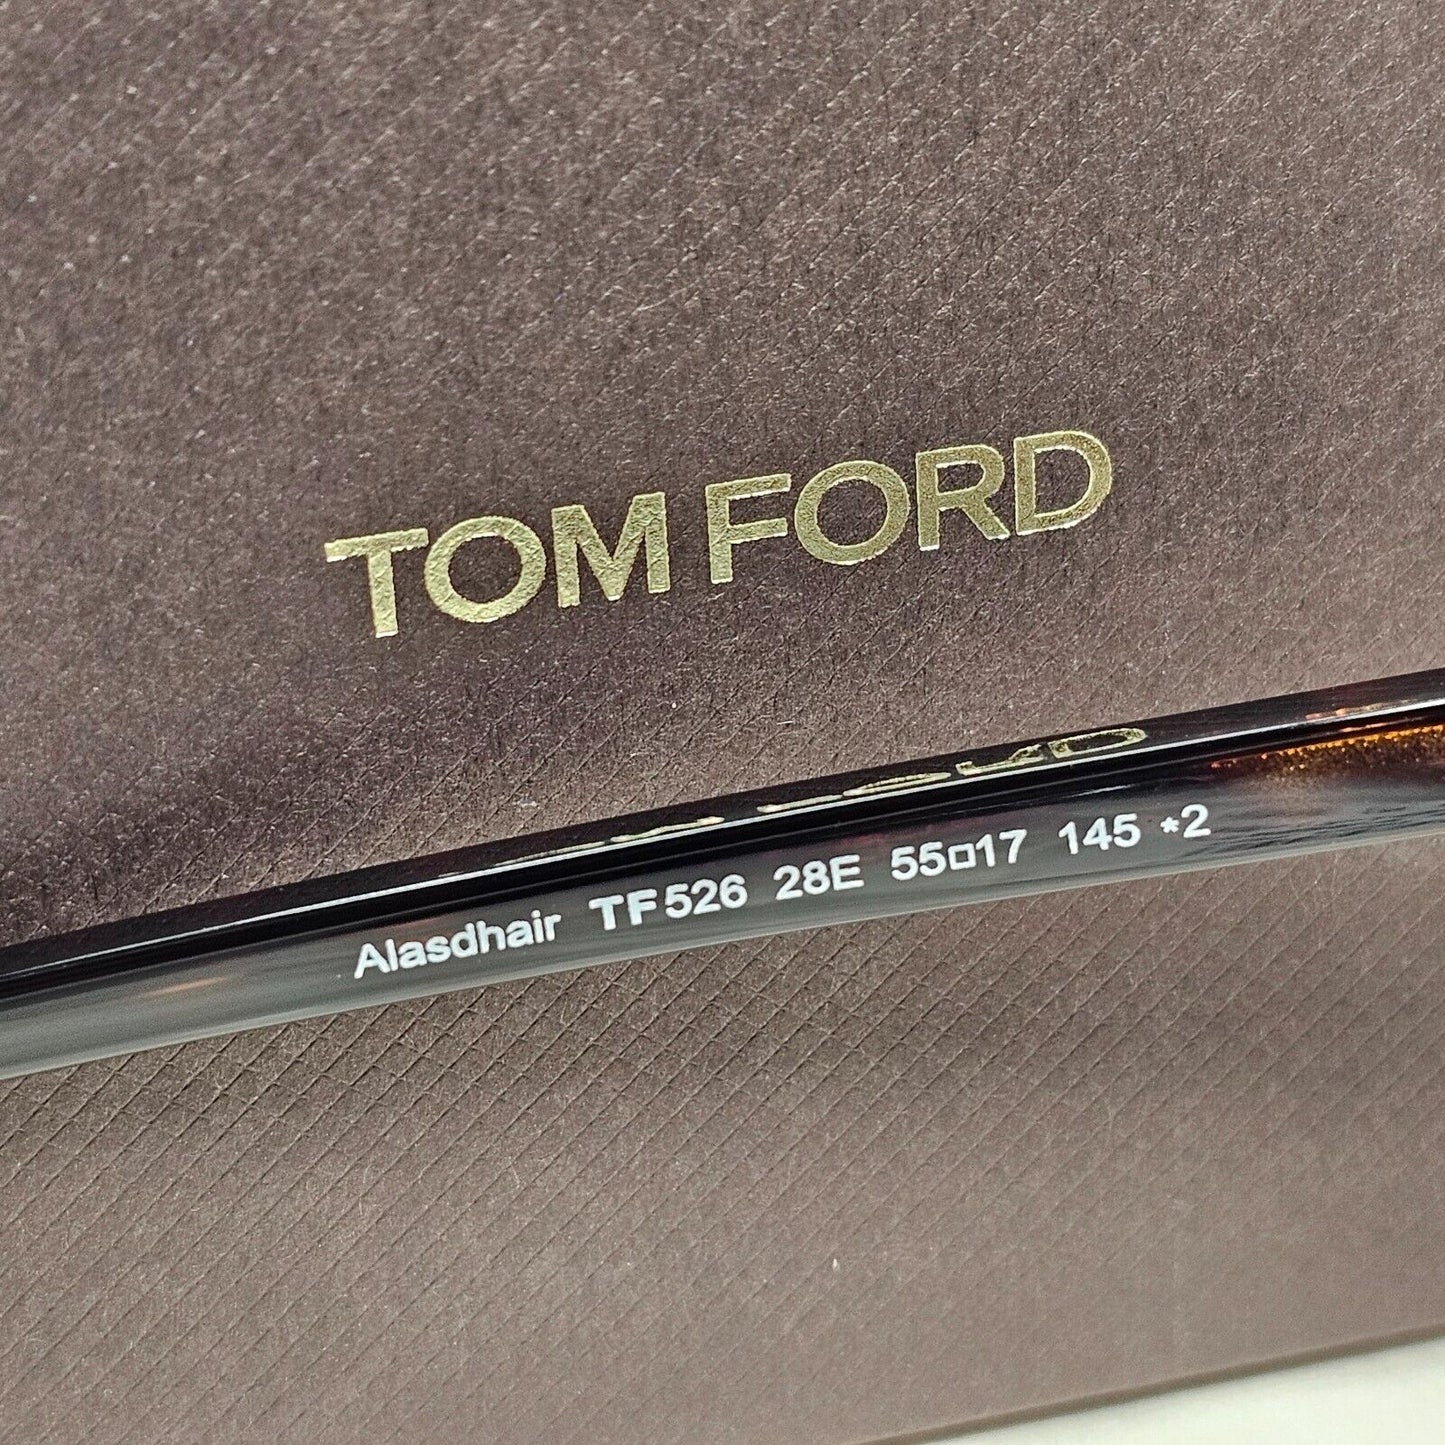 TOM FORD
Alasdhair TF526 28E 55□17 145 *2